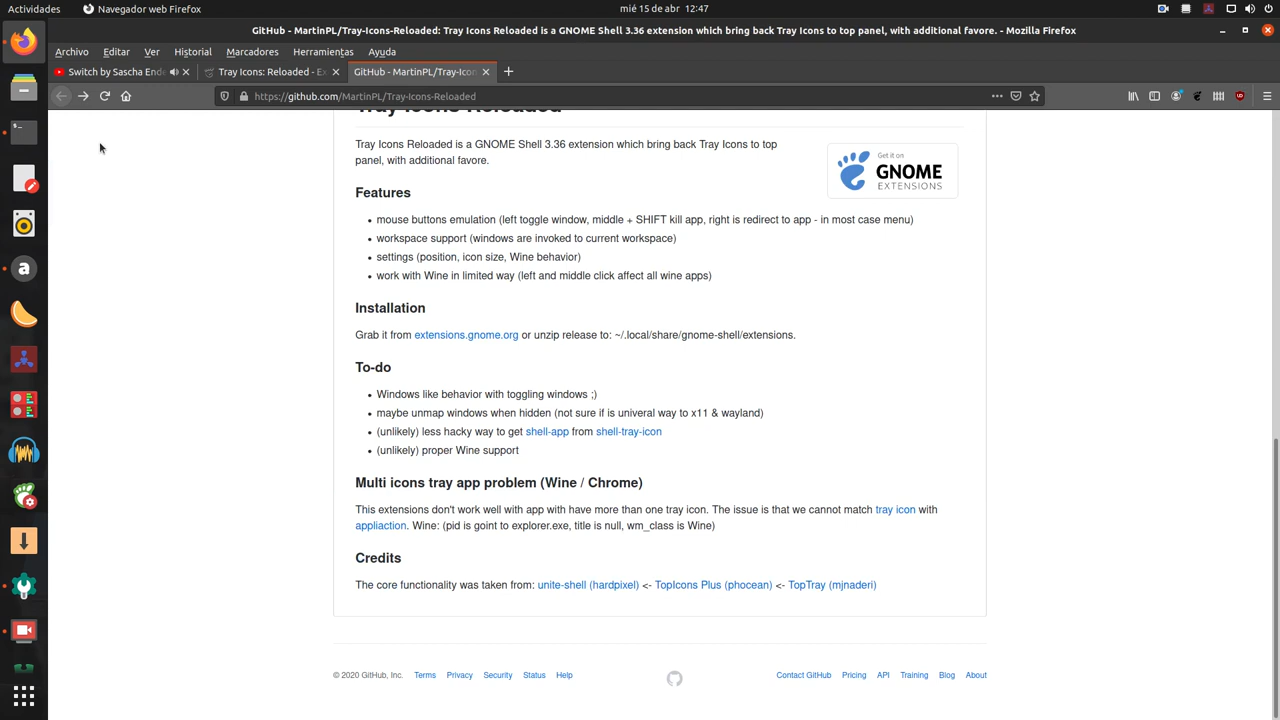 Actividades
Navegador web Firefox
mié 15 de abr 12:47
GitHub - MartinPL/Tray-Icons-Reloaded: Tray Icons Reloaded is a GNOME Shell 3.36 extension which bring back Tray Icons to top panel, with additional favore. - Mozilla Firefox
Archivo Editar Ver Historial Marcadores Herramientas Ayuda
Switch by Sascha Ende
Tray Icons: Reloaded - Ex
GitHub - MartinPL/Tray-Icon
https://github.com/MartinPL/Tray-Icons-Reloaded
Tray Icons Reloaded
Tray Icons Reloaded is a GNOME Shell 3.36 extension which bring back Tray Icons to top
panel, with additional favore.
Get it on
GNOME
EXTENSIONS
Features
mouse buttons emulation (left toggle window, middle + SHIFT kill app, right is redirect to app - in most case menu)
workspace support (windows are invoked to current workspace)
settings (position, icon size, Wine behavior)
work with Wine in limited way (left and middle click affect all wine apps)
Installation
Grab it from extensions.gnome.org or unzip release to: ~/.local/share/gnome-shell/extensions.
To-do
Windows like behavior with toggling windows ;)
maybe unmap windows when hidden (not sure if is univeral way to x11 & wayland)
(unlikely) less hacky way to get shell-app from shell-tray-icon
(unlikely) proper Wine support
Multi icons tray app problem (Wine / Chrome)
This extensions don't work well with app with have more than one tray icon. The issue is that we cannot match tray icon with
appliaction. Wine: (pid is goint to explorer.exe, title is null, wm_class is Wine)
Credits
The core functionality was taken from: unite-shell (hardpixel) <- TopIcons Plus (phocean) <- TopTray (mjnaderi)
© 2020 GitHub, Inc. Terms Privacy Security Status Help
Contact GitHub Pricing API Training Blog About